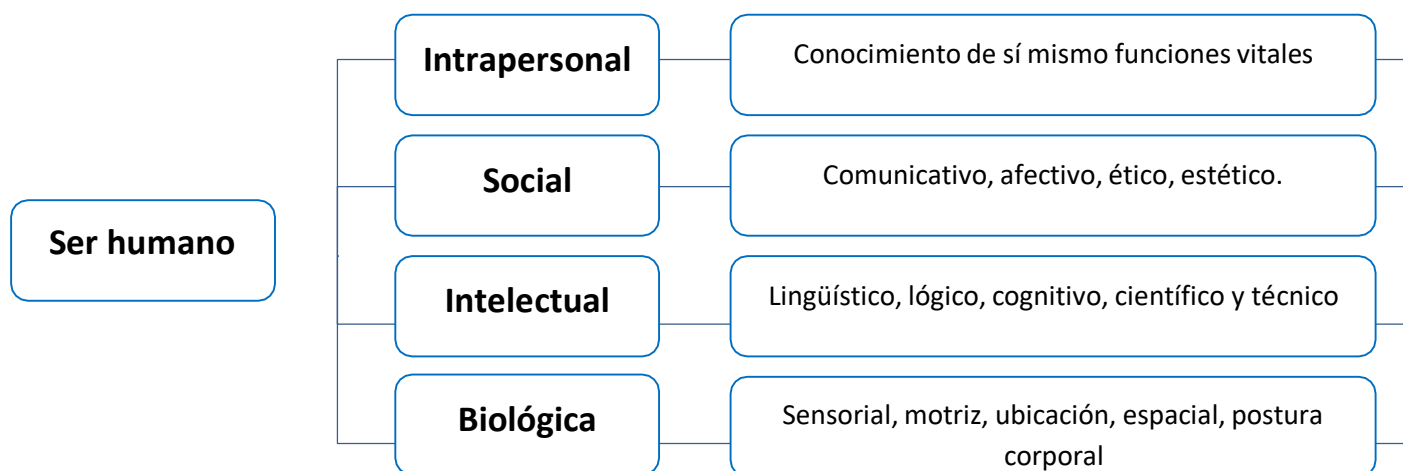 Intrapersonal
Conocimiento de sí mismo funciones vitales
Social
Comunicativo, afectivo, ético, estético.
Ser humano
Intelectual
Lingüístico, lógico, cognitivo, científico y técnico
Biológica
Sensorial, motriz, ubicación, espacial, postura
corporal